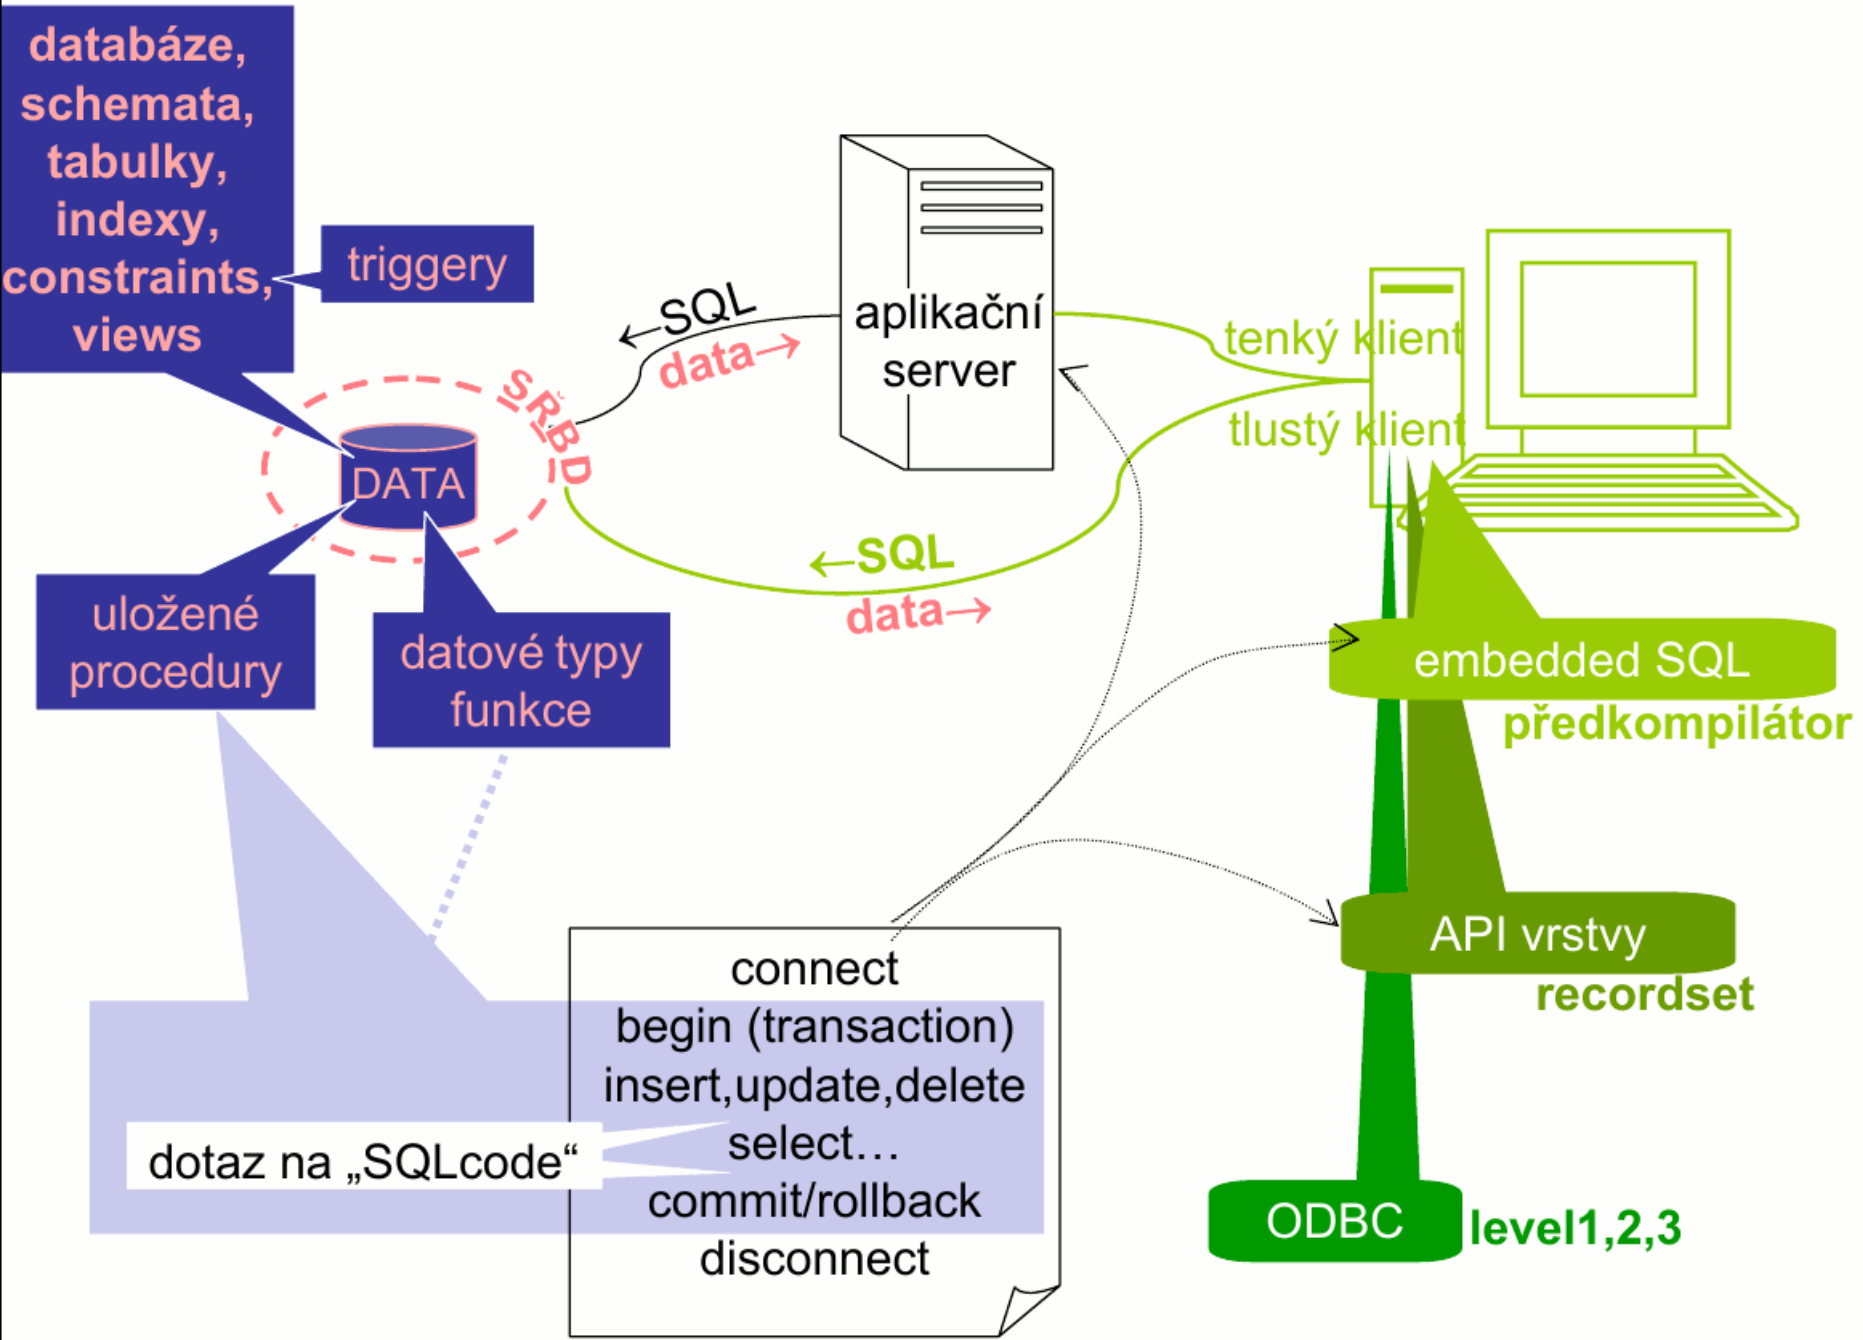 databáze,
schemata,
tabulky,
indexy,
constraints,
views
triggery
←SQL
data→
aplikační
server
tenký klient
tlustý klient
SŘBD
DATA
←SQL
data→
uložené
procedury
datové typy
funkce
embedded SQL
předkompilátor
API vrstvy
recordset
connect
begin (transaction)
insert,update,delete
select...
commit/rollback
disconnect
dotaz na „SQLcode“
ODBC
level1,2,3